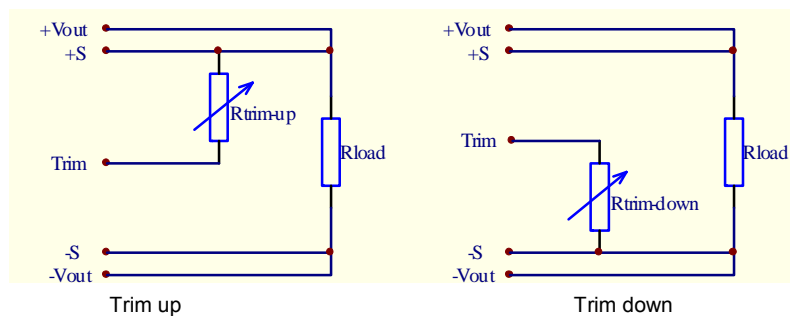 +Vout
+S
Rtrim-up
Trim
Rload
-S
-Vout
Trim up
+Vout
+S
Trim
Rload
Rtrim-down
-S
-Vout
Trim down